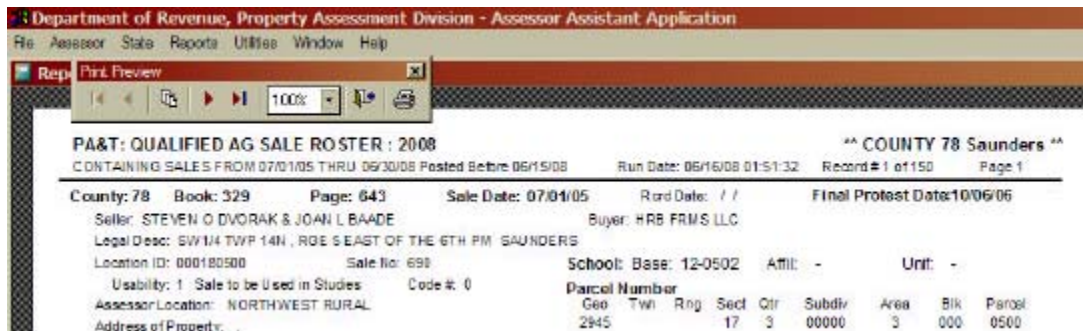 Department of Revenue, Property Assessment Division - Assessor Assistant Application
File Assessor State Reports Utilities Window Help
Rep
Print Preview
100%
PA&T: QUALIFIED AG SALE ROSTER : 2008 ^^ COUNTY 78 Saunders ^^
CONTAINING SALES FROM 07/01/05 THRU 06/30/08 Posted Before 06/15/08 Run Date: 06/16/08 01:51:32 Record # 1 of 150 Page 1
County: 78 Book: 329 Page: 643 Sale Date: 07/01/05 Rcrd Date: / / Final Protest Date:10/06/06
Seller: STEVEN O DVORAK & JOAN L BAADE Buyer: HRB FRMS LLC
Legal Desc: SW1/4 TWP 14N , RGE 5 EAST OF THE 6TH PM SAUNDERS
Location ID: 000180500 Sale No: 690 School: Base: 12-0502 Affil: - Unif: -
Usability: 1 Sale to be Used in Studies Code #: 0 Parcel Number
Assessor Location: NORTHWEST RURAL Geo Twn Rng Sect Qtr Subdiv Area Blk Parcel
Address of Property: , 2945 17 3 00000 3 000 0500